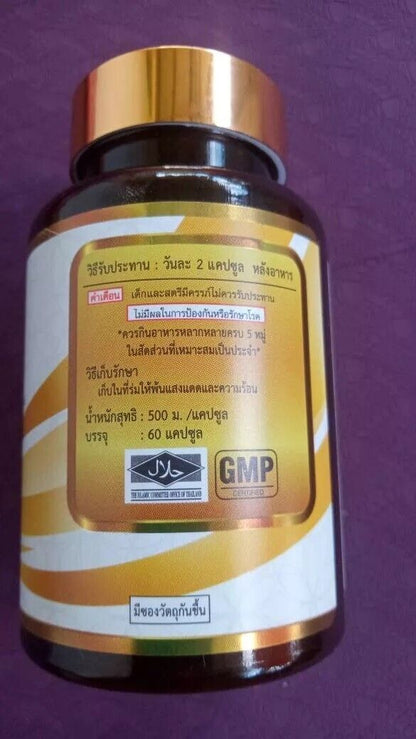 วิธีรับประทาน : วันละ 2 แคปซูล หลังอาหาร
คำเตือน เด็กและสตรีมีครรภ์ไม่ควรรับประทาน
ไม่มีผลในการป้องกันหรือรักษาโรค
*ควรกินอาหารหลากหลายครบ 5 หมู่
ในสัดส่วนที่เหมาะสมเป็นประจำ*
วิธีเก็บรักษา
เก็บในที่ร่มให้พ้นแสงแดดและความร้อน
น้ำหนักสุทธิ : 500 ม. /แคปซูล
บรรจุ : 60 แคปซูล
حلال
THE ISLAMIC COMMITTEE OFFICE OF THAILAND
GMP
CERTIFIED
มีซองวัตถุกันชื้น